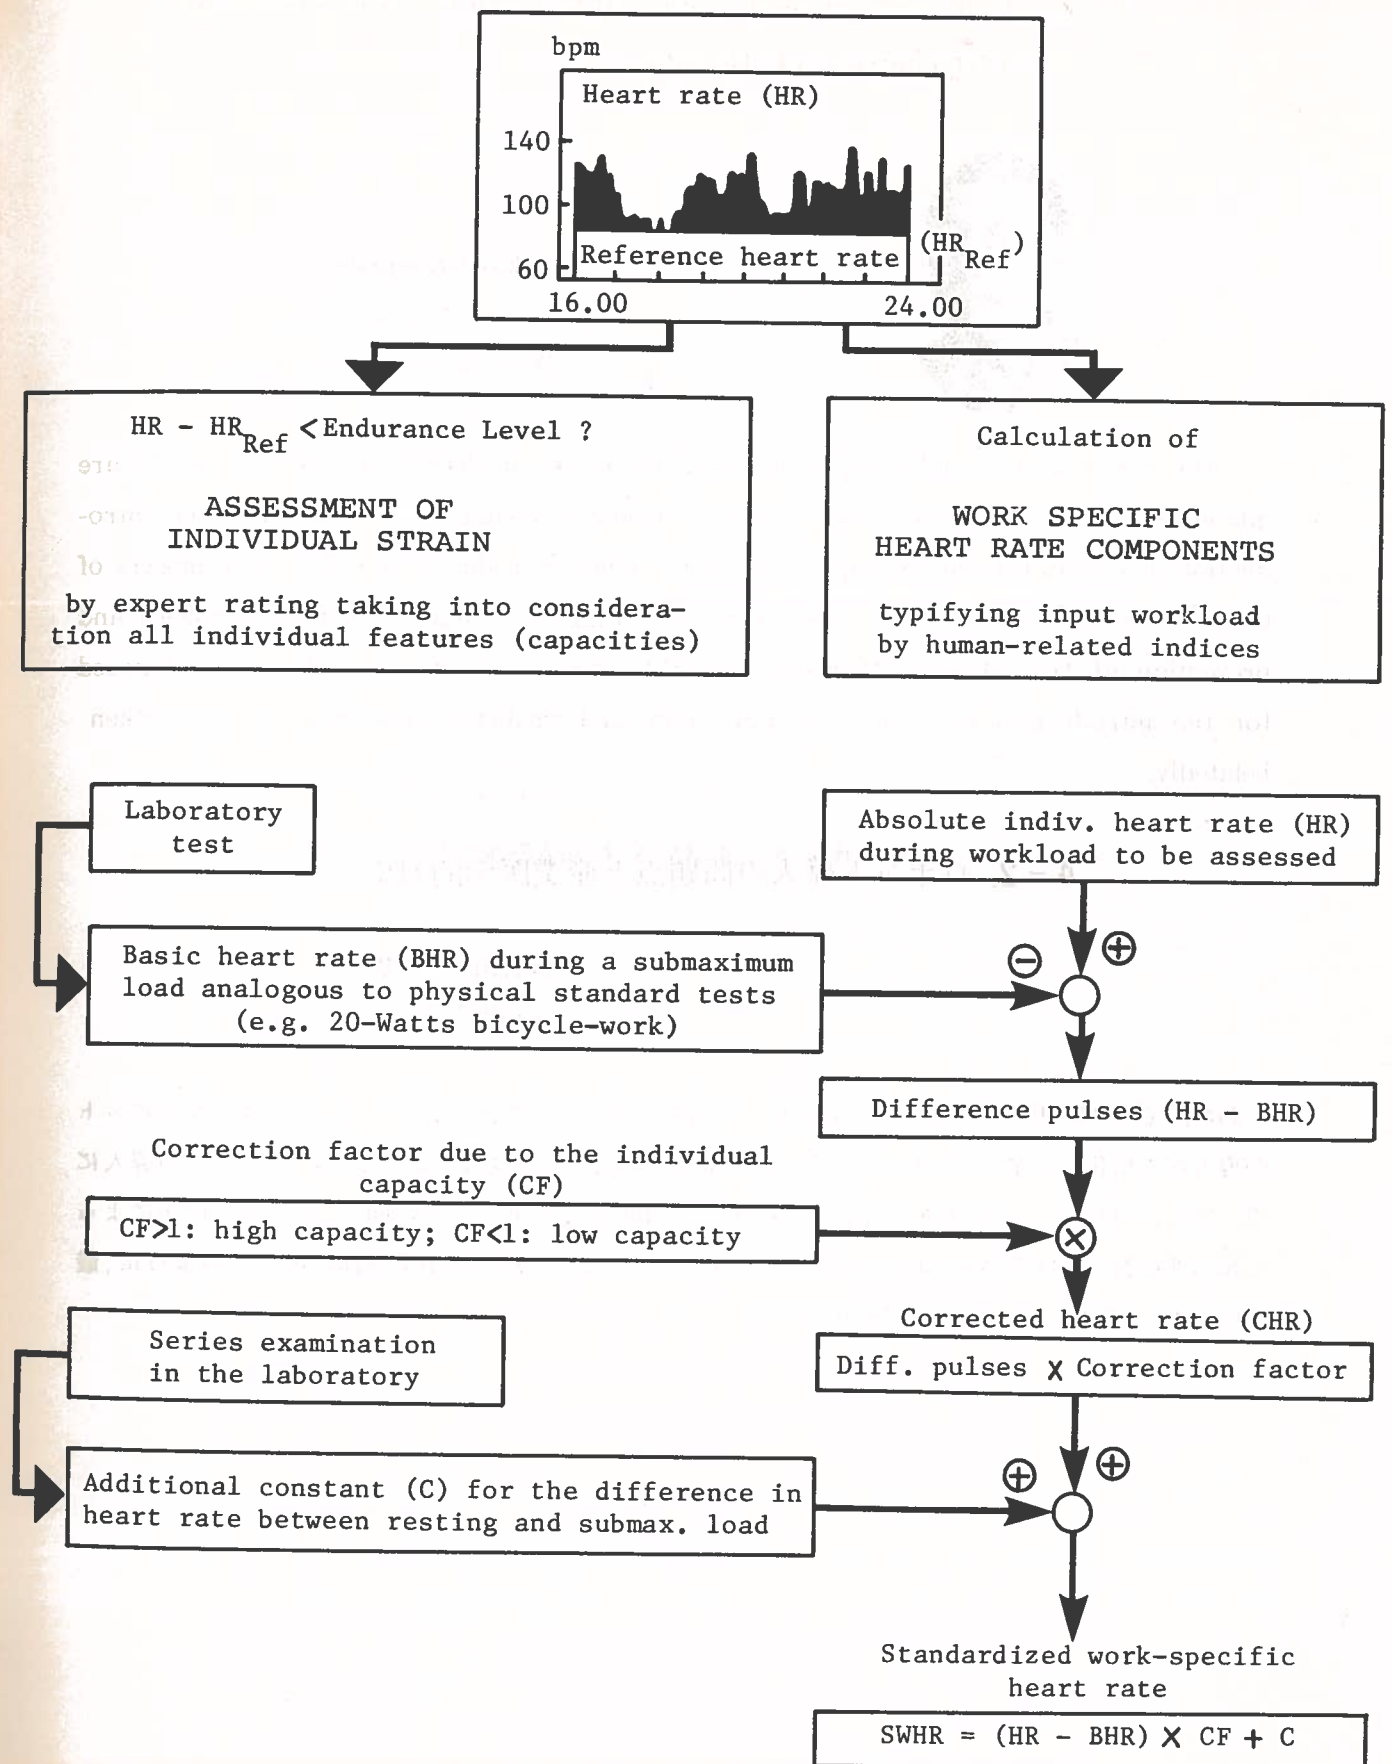 bpm
Heart rate (HR)
140
100
60
Reference heart rate
(HR Ref)
16.00
24.00
HR - HR Ref < Endurance Level ?
ASSESSMENT OF
INDIVIDUAL STRAIN
by expert rating taking into considera-
tion all individual features (capacities)
Calculation of
WORK SPECIFIC
HEART RATE COMPONENTS
typifying input workload
by human-related indices
Laboratory
test
Absolute indiv. heart rate (HR)
during workload to be assessed
Basic heart rate (BHR) during a submaximum
load analogous to physical standard tests
(e.g. 20-Watts bicycle-work)
- +
Difference pulses (HR - BHR)
Correction factor due to the individual
capacity (CF)
CF>1: high capacity; CF<1: low capacity
×
Corrected heart rate (CHR)
Diff. pulses × Correction factor
Series examination
in the laboratory
Additional constant (C) for the difference in
heart rate between resting and submax. load
+ +
Standardized work-specific
heart rate
SWHR = (HR - BHR) × CF + C